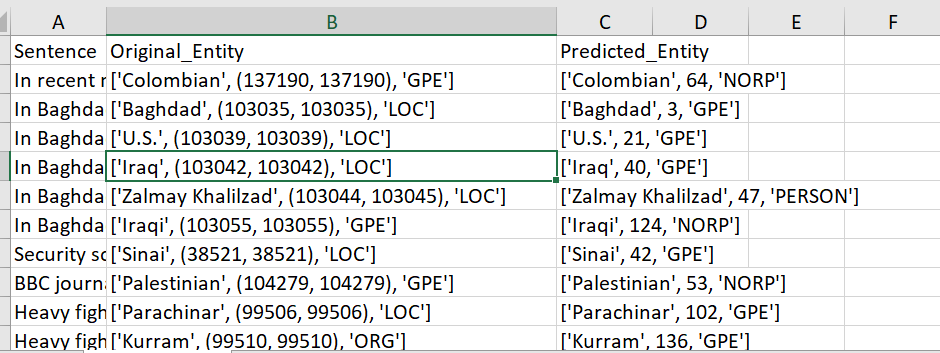 A B C D E F
Sentence Original_Entity Predicted_Entity
In recent r ['Colombian', (137190, 137190), 'GPE'] ['Colombian', 64, 'NORP']
In Baghda ['Baghdad', (103035, 103035), 'LOC'] ['Baghdad', 3, 'GPE']
In Baghda ['U.S.', (103039, 103039), 'LOC'] ['U.S.', 21, 'GPE']
In Baghda ['Iraq', (103042, 103042), 'LOC'] ['Iraq', 40, 'GPE']
In Baghda ['Zalmay Khalilzad', (103044, 103045), 'LOC'] ['Zalmay Khalilzad', 47, 'PERSON']
In Baghda ['Iraqi', (103055, 103055), 'GPE'] ['Iraqi', 124, 'NORP']
Security sc ['Sinai', (38521, 38521), 'LOC'] ['Sinai', 42, 'GPE']
BBC journ ['Palestinian', (104279, 104279), 'GPE'] ['Palestinian', 53, 'NORP']
Heavy figh ['Parachinar', (99506, 99506), 'LOC'] ['Parachinar', 102, 'GPE']
Heavy figh ['Kurram', (99510, 99510), 'ORG'] ['Kurram', 136, 'GPE']